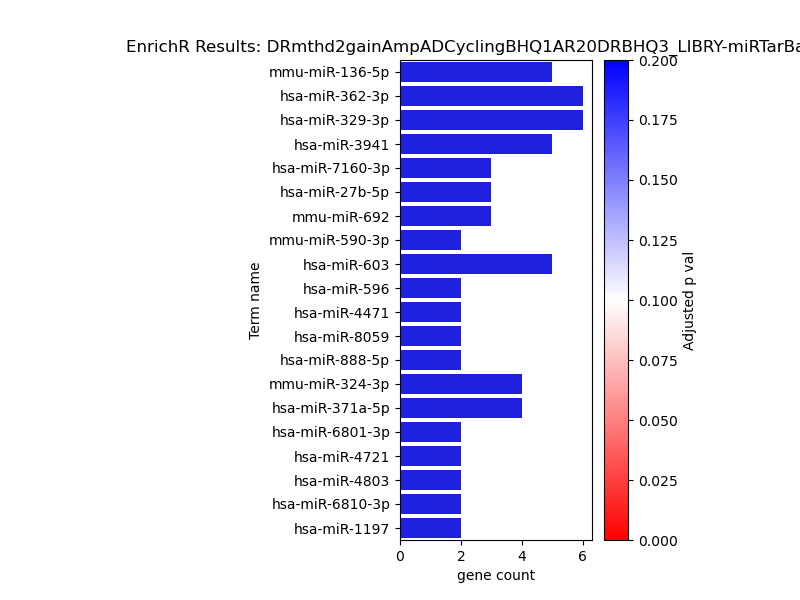 EnrichR Results: DRmthd2gainAmpADCyclingBHQ1AR20DRBHQ3_LIBRY-miRTarBa
mmu-miR-136-5p
hsa-miR-362-3p
hsa-miR-329-3p
hsa-miR-3941
hsa-miR-7160-3p
hsa-miR-27b-5p
mmu-miR-692
mmu-miR-590-3p
hsa-miR-603
hsa-miR-596
hsa-miR-4471
hsa-miR-8059
hsa-miR-888-5p
mmu-miR-324-3p
hsa-miR-371a-5p
hsa-miR-6801-3p
hsa-miR-4721
hsa-miR-4803
hsa-miR-6810-3p
hsa-miR-1197
Term name
0 2 4 6
gene count
0.200
0.175
0.150
0.125
0.100
0.075
0.050
0.025
0.000
Adjusted p val